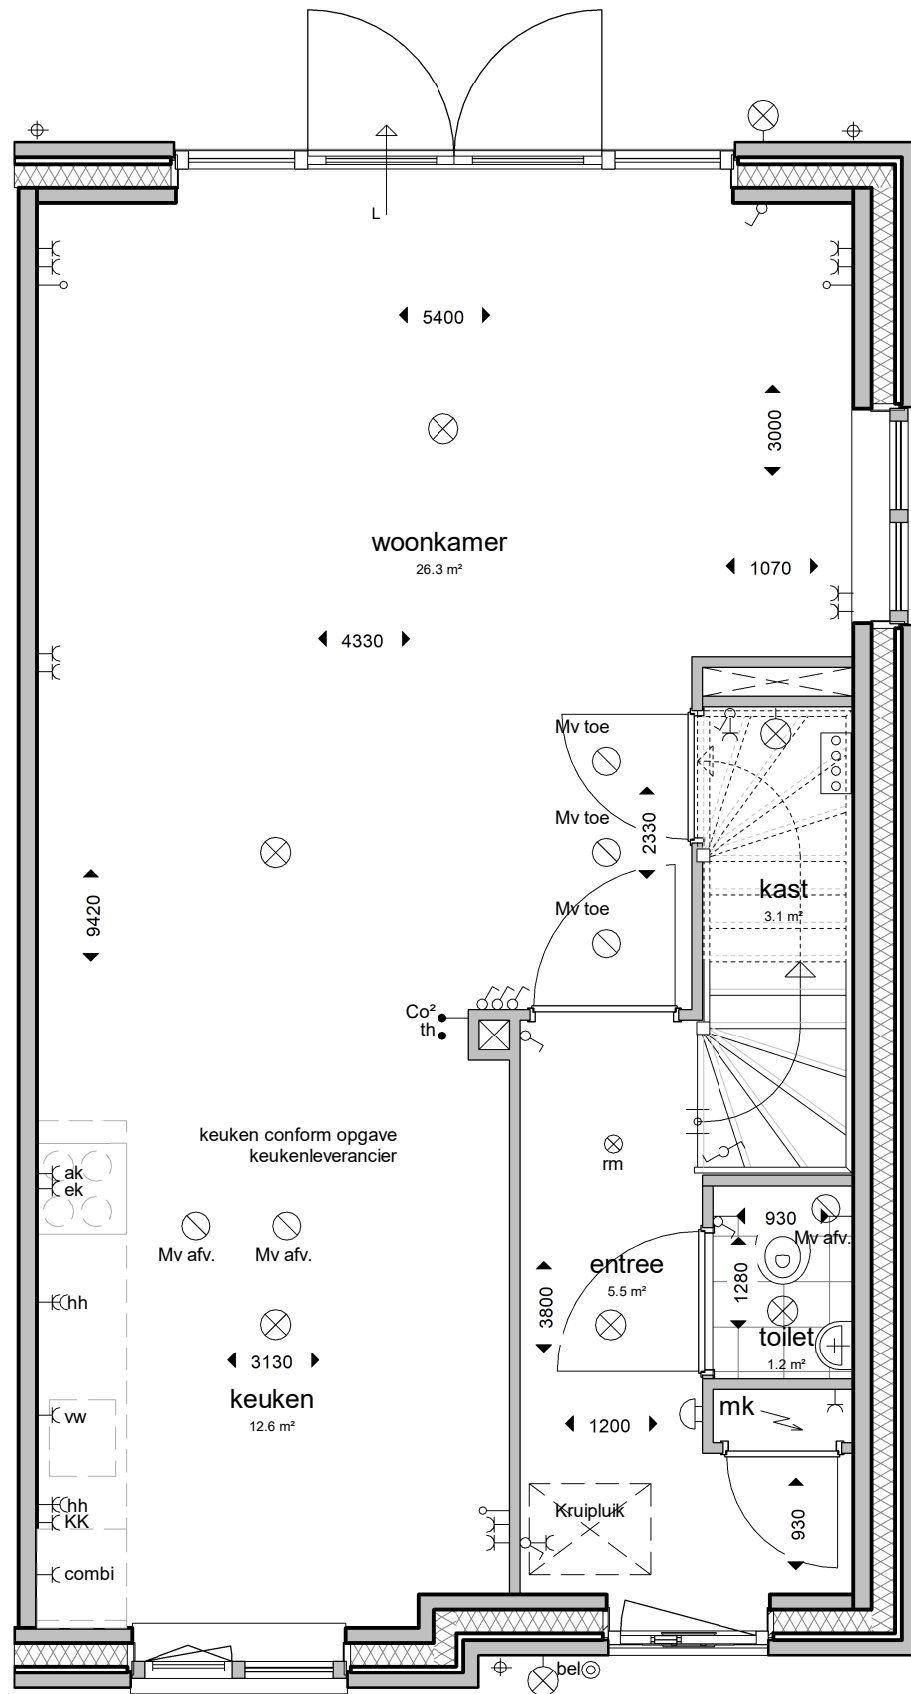 L
5400
3000
woonkamer
26.3 m²
1070
4330
Mv toe
2330
Mv toe
kast
3.1 m²
9420
Mv toe
Co²
th
keuken conform opgave
keukenleverancier
rm
ak
ek
930
Mv afv.
Mv afv.
Mv afv.
entree
5.5 m²
1280
3800
hh
toilet
1.2 m²
3130
keuken
12.6 m²
vw
mk
1200
hh
KK
Kruipluik
930
combi
bel